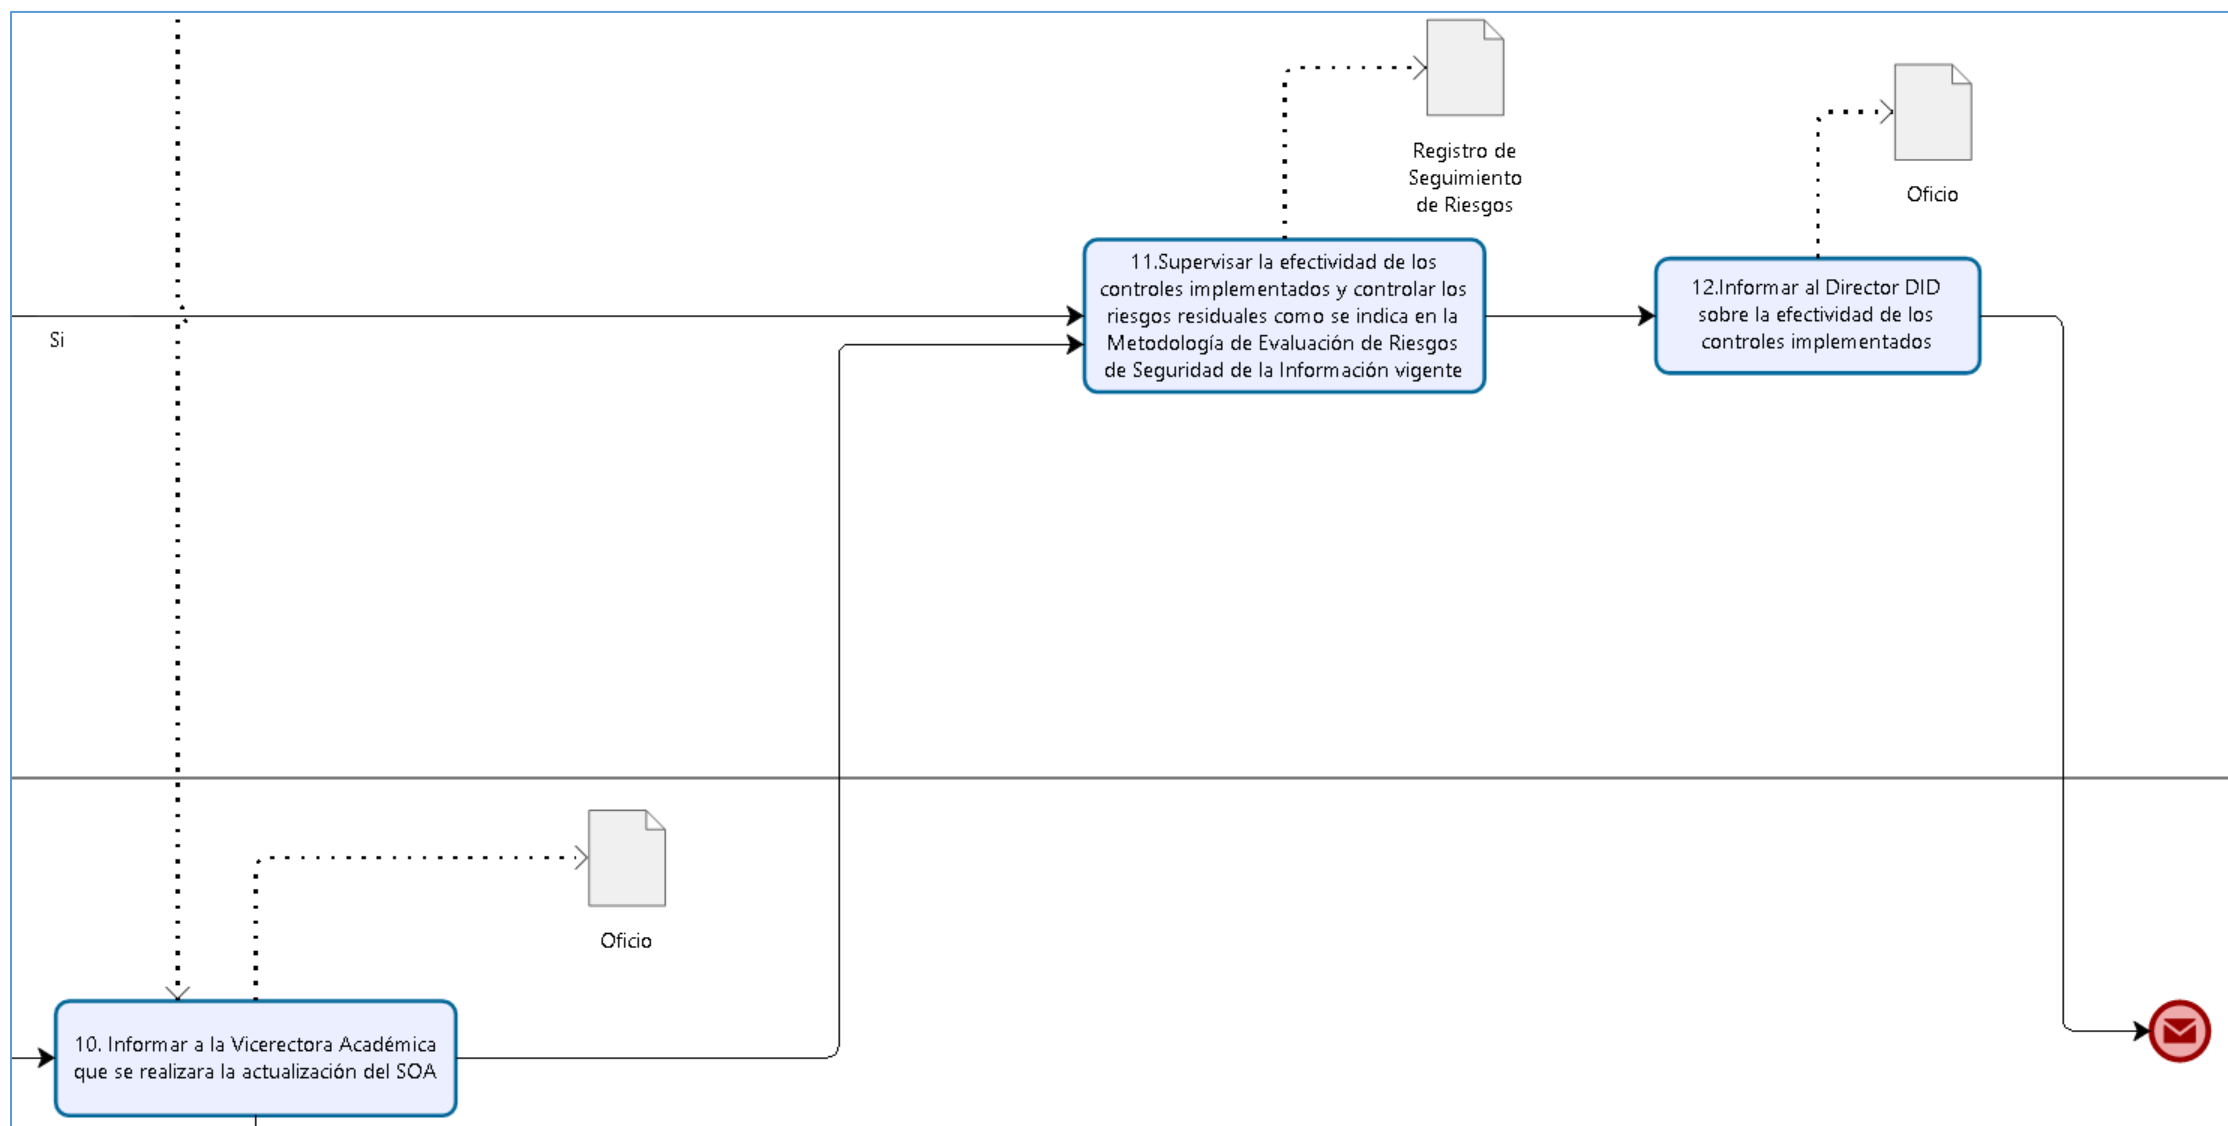 Registro de
Seguimiento
de Riesgos
Oficio
Si
11.Supervisar la efectividad de los
controles implementados y controlar los
riesgos residuales como se indica en la
Metodología de Evaluación de Riesgos
de Seguridad de la Información vigente
12.Informar al Director DID
sobre la efectividad de los
controles implementados
Oficio
10. Informar a la Vicerectora Académica
que se realizara la actualización del SOA